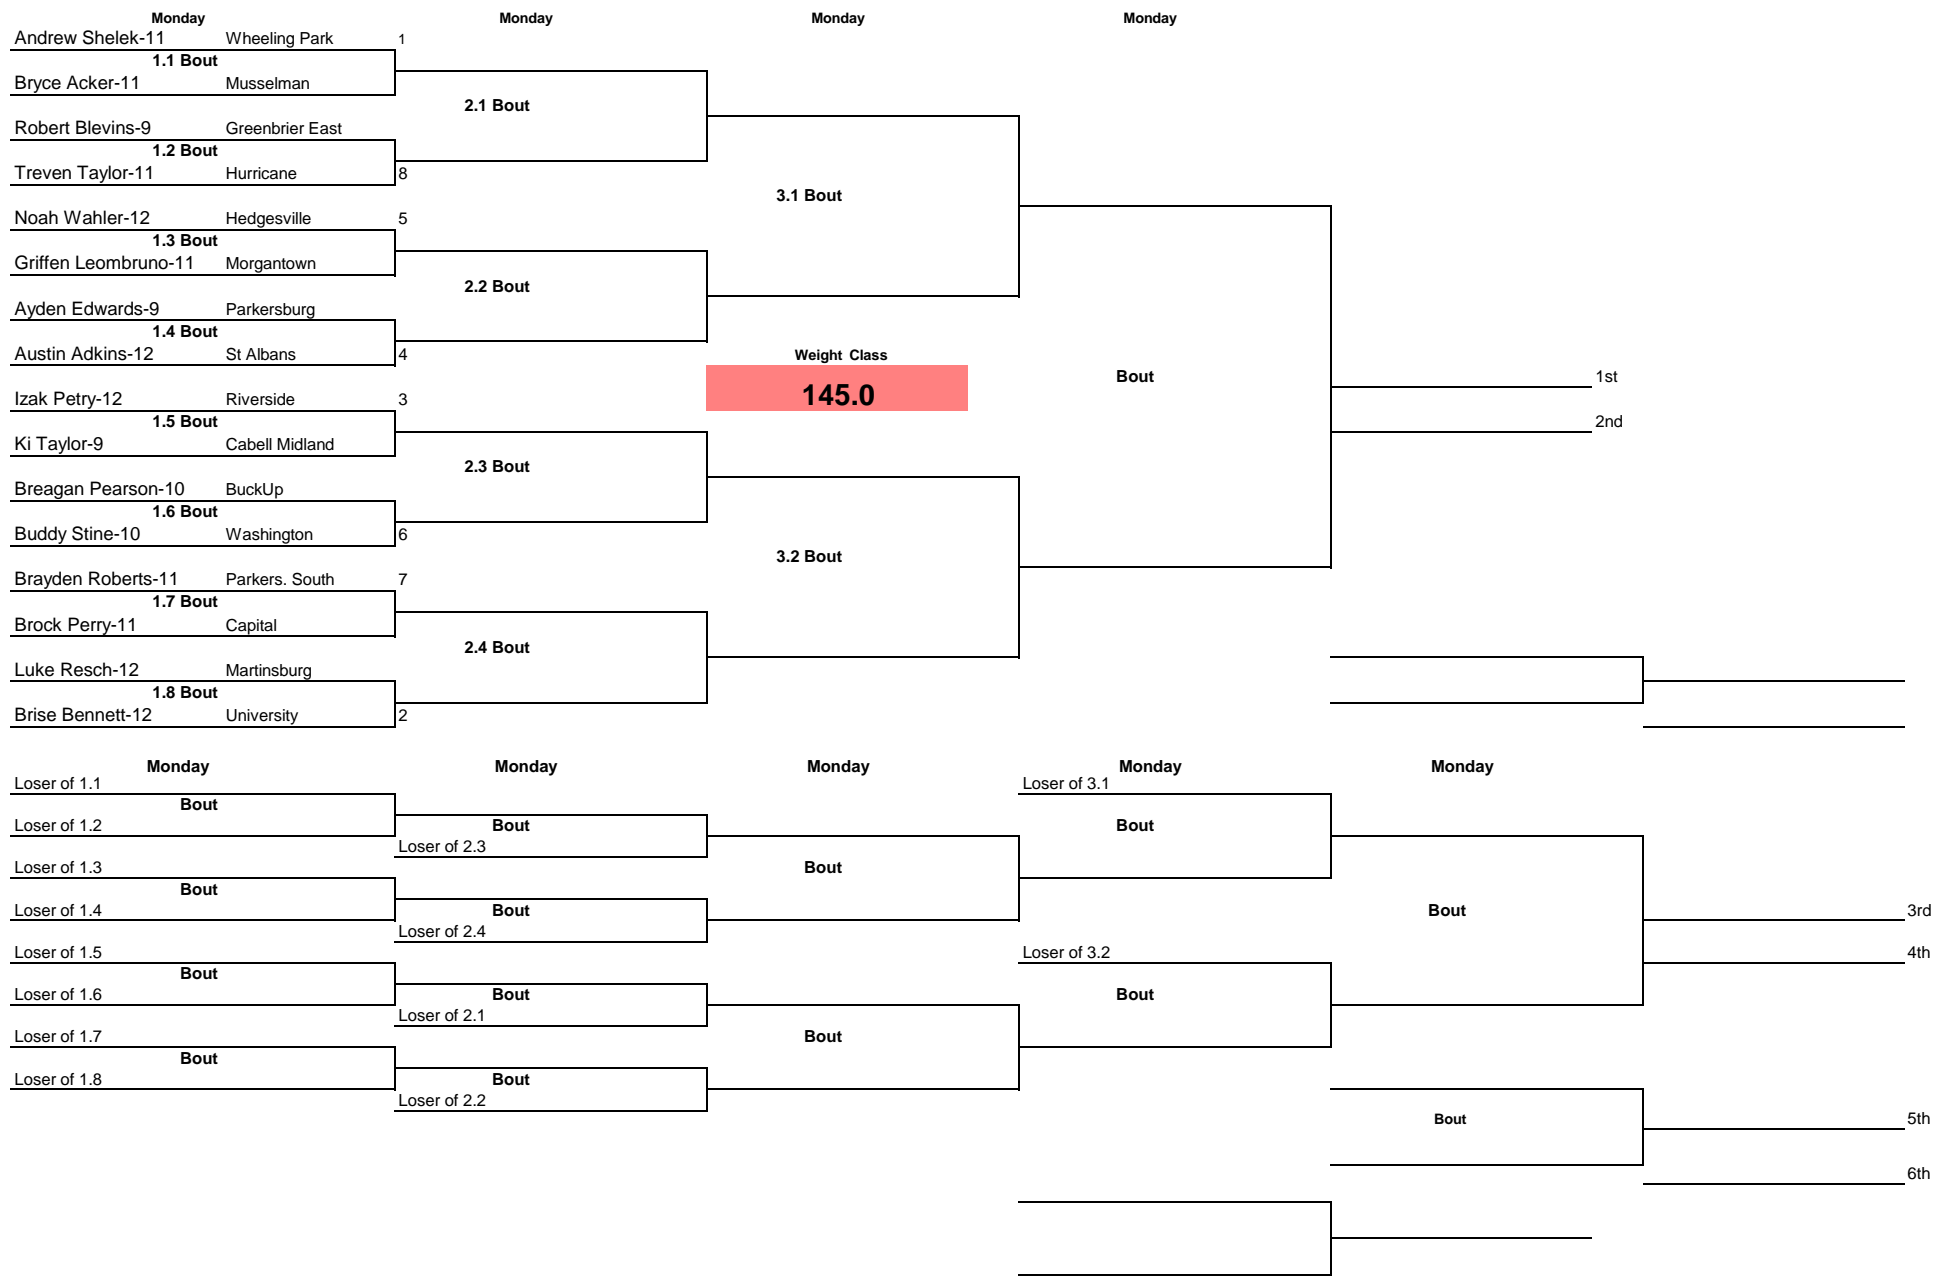 Monday Monday Monday Monday
Andrew Shelek-11 Wheeling Park 1
1.1 Bout
Bryce Acker-11 Musselman
2.1 Bout
Robert Blevins-9 Greenbrier East
1.2 Bout
Treven Taylor-11 Hurricane 8
3.1 Bout
Noah Wahler-12 Hedgesville 5
1.3 Bout
Griffen Leombruno-11 Morgantown
2.2 Bout
Ayden Edwards-9 Parkersburg
1.4 Bout
Austin Adkins-12 St Albans 4
Weight Class
Bout
1st
145.0
Izak Petry-12 Riverside 3
1.5 Bout
2nd
Ki Taylor-9 Cabell Midland
2.3 Bout
Breagan Pearson-10 BuckUp
1.6 Bout
Buddy Stine-10 Washington 6
3.2 Bout
Brayden Roberts-11 Parkers. South 7
1.7 Bout
Brock Perry-11 Capital
2.4 Bout
Luke Resch-12 Martinsburg
1.8 Bout
Brise Bennett-12 University 2
Monday Monday Monday Monday Monday
Loser of 1.1 Loser of 3.1
Bout
Loser of 1.2 Bout Bout
Loser of 2.3
Loser of 1.3 Bout
Bout
Loser of 1.4 Bout Bout 3rd
Loser of 2.4
Loser of 1.5 Loser of 3.2 4th
Bout
Loser of 1.6 Bout Bout
Loser of 2.1
Loser of 1.7 Bout
Bout
Loser of 1.8 Bout
Loser of 2.2
Bout 5th
6th